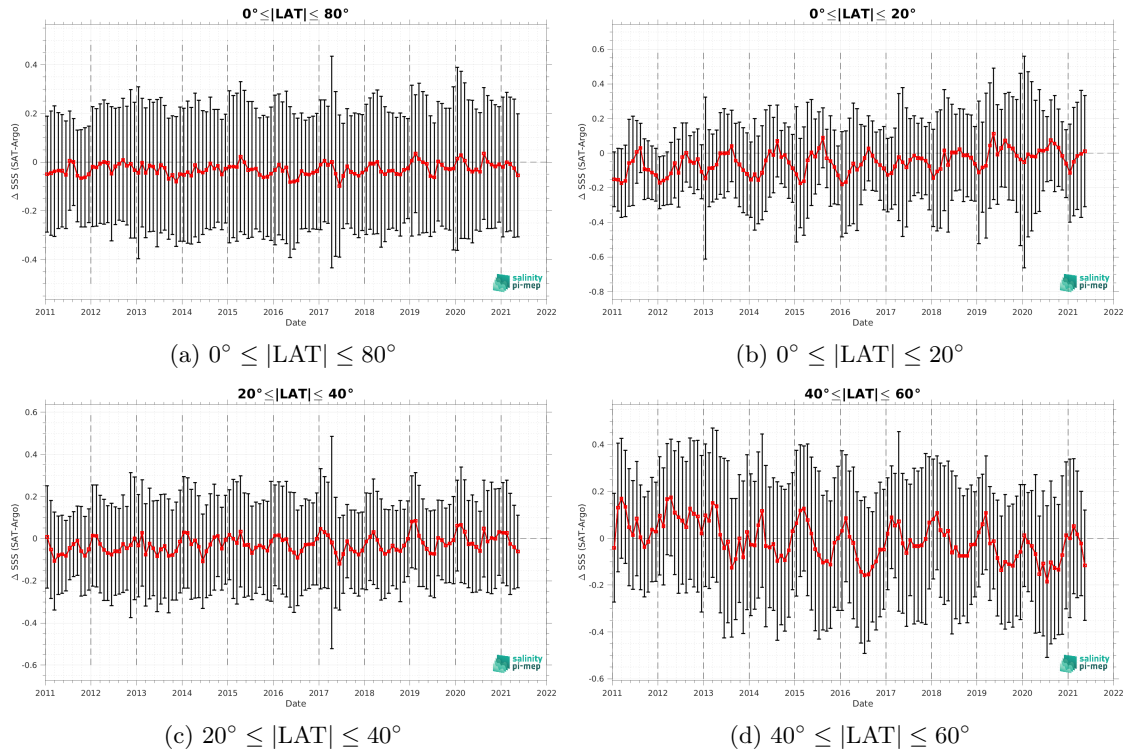 0°≤|LAT|≤ 80°
Δ SSS (SAT-Argo)
0.4
0.2
0
-0.2
-0.4
2011 2012 2013 2014 2015 2016 2017 2018 2019 2020 2021 2022
Date
salinity
pi-mep
(a) 0° ≤ |LAT| ≤ 80°
0°≤|LAT|≤ 20°
Δ SSS (SAT-Argo)
0.6
0.4
0.2
0
-0.2
-0.4
-0.6
-0.8
2011 2012 2013 2014 2015 2016 2017 2018 2019 2020 2021 2022
Date
salinity
pi-mep
(b) 0° ≤ |LAT| ≤ 20°
20°≤|LAT|≤ 40°
Δ SSS (SAT-Argo)
0.6
0.4
0.2
0
-0.2
-0.4
-0.6
2011 2012 2013 2014 2015 2016 2017 2018 2019 2020 2021 2022
Date
salinity
pi-mep
(c) 20° ≤ |LAT| ≤ 40°
40°≤|LAT|≤ 60°
Δ SSS (SAT-Argo)
0.4
0.2
0
-0.2
-0.4
-0.6
2011 2012 2013 2014 2015 2016 2017 2018 2019 2020 2021 2022
Date
salinity
pi-mep
(d) 40° ≤ |LAT| ≤ 60°